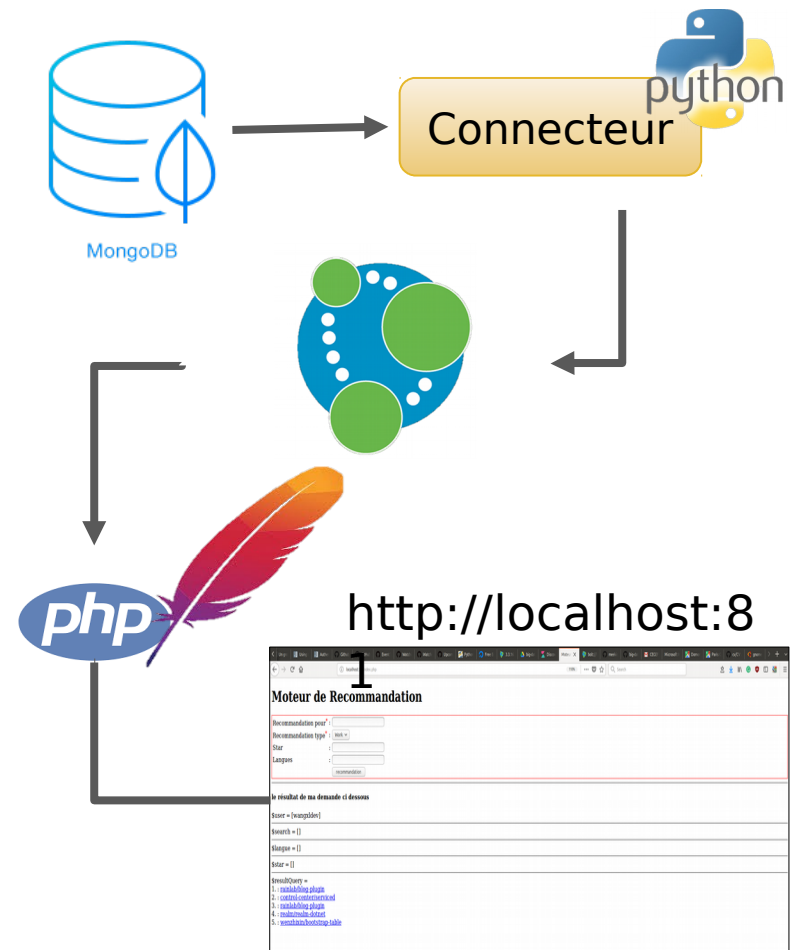 python
Connecteur
MongoDB
php
http://localhost:8
1
Moteur de Recommandation
Recommandation pour* :
Recommandation type* : Work
Star :
Langues :
recommandation
le résultat de ma demande ci dessous
$user = [wangxldev]
$search = []
$langue = []
$star = []
$resultQuery =
1. : rainlab/blog-plugin
2. : control-center/serviced
3. : rainlab/blog-plugin
4. : realm/realm-dotnet
5. : wenzhixin/bootstrap-table